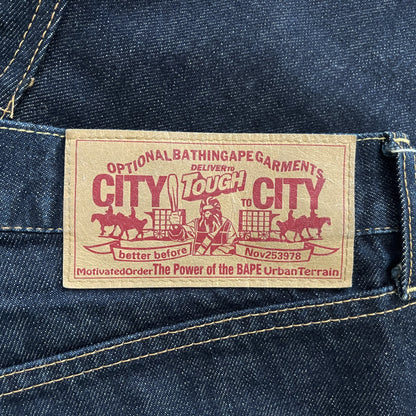 OPTIONAL BATHINGAPE GARMENTS
DELIVER TO
CITY TOUGH TO CITY
better before Nov253978
MotivatedOrder The Power of the BAPE UrbanTerrain